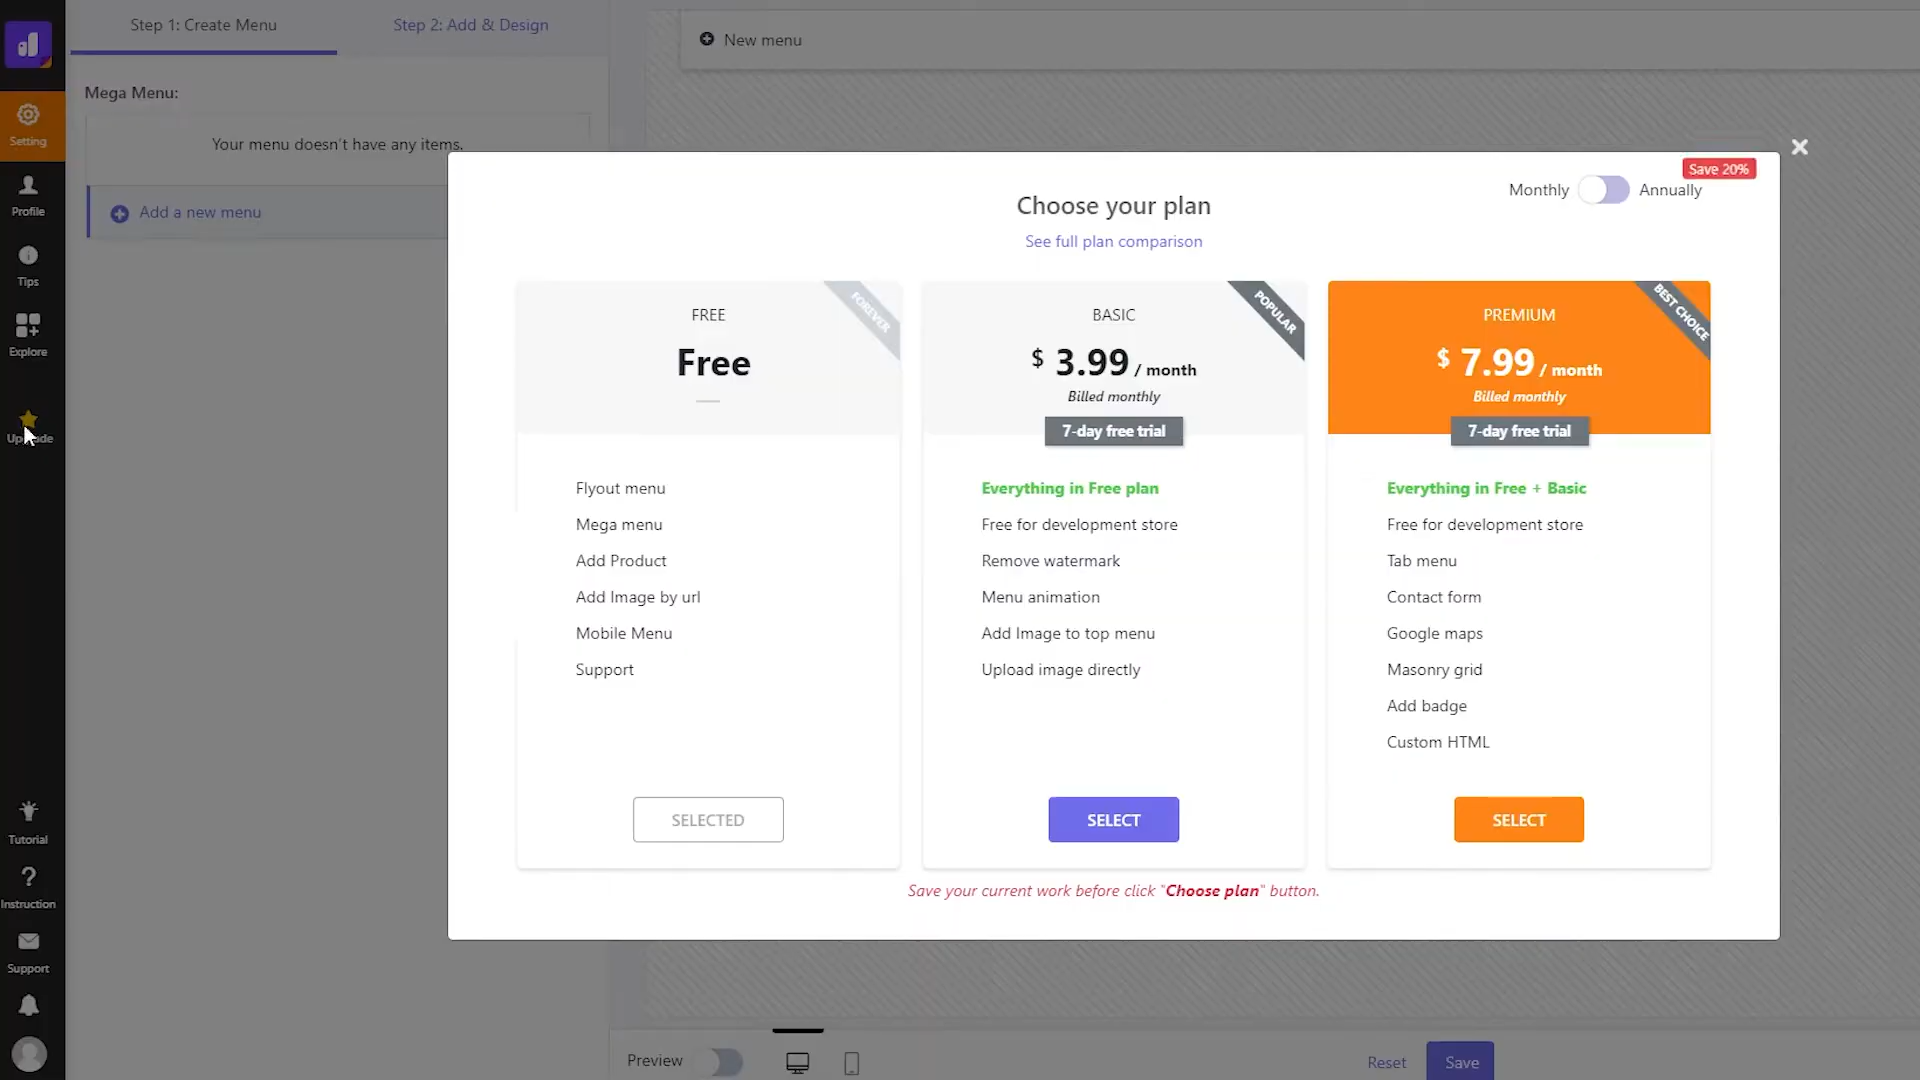 Step 1: Create Menu
Step 2: Add & Design
New menu
Setting
Profile
Tips
Explore
Upgrade
Tutorial
Instruction
Support
Mega Menu:
Your menu doesn't have any items.
Add a new menu
Save 20%
Monthly
Annually
Choose your plan
See full plan comparison
FOREVER
FREE
Free
Flyout menu
Mega menu
Add Product
Add Image by url
Mobile Menu
Support
SELECTED
POPULAR
BASIC
$ 3.99 / month
Billed monthly
7-day free trial
Everything in Free plan
Free for development store
Remove watermark
Menu animation
Add Image to top menu
Upload image directly
SELECT
BEST CHOICE
PREMIUM
$ 7.99 / month
Billed monthly
7-day free trial
Everything in Free + Basic
Free for development store
Tab menu
Contact form
Google maps
Masonry grid
Add badge
Custom HTML
SELECT
Save your current work before click "Choose plan" button.
Preview
Reset
Save